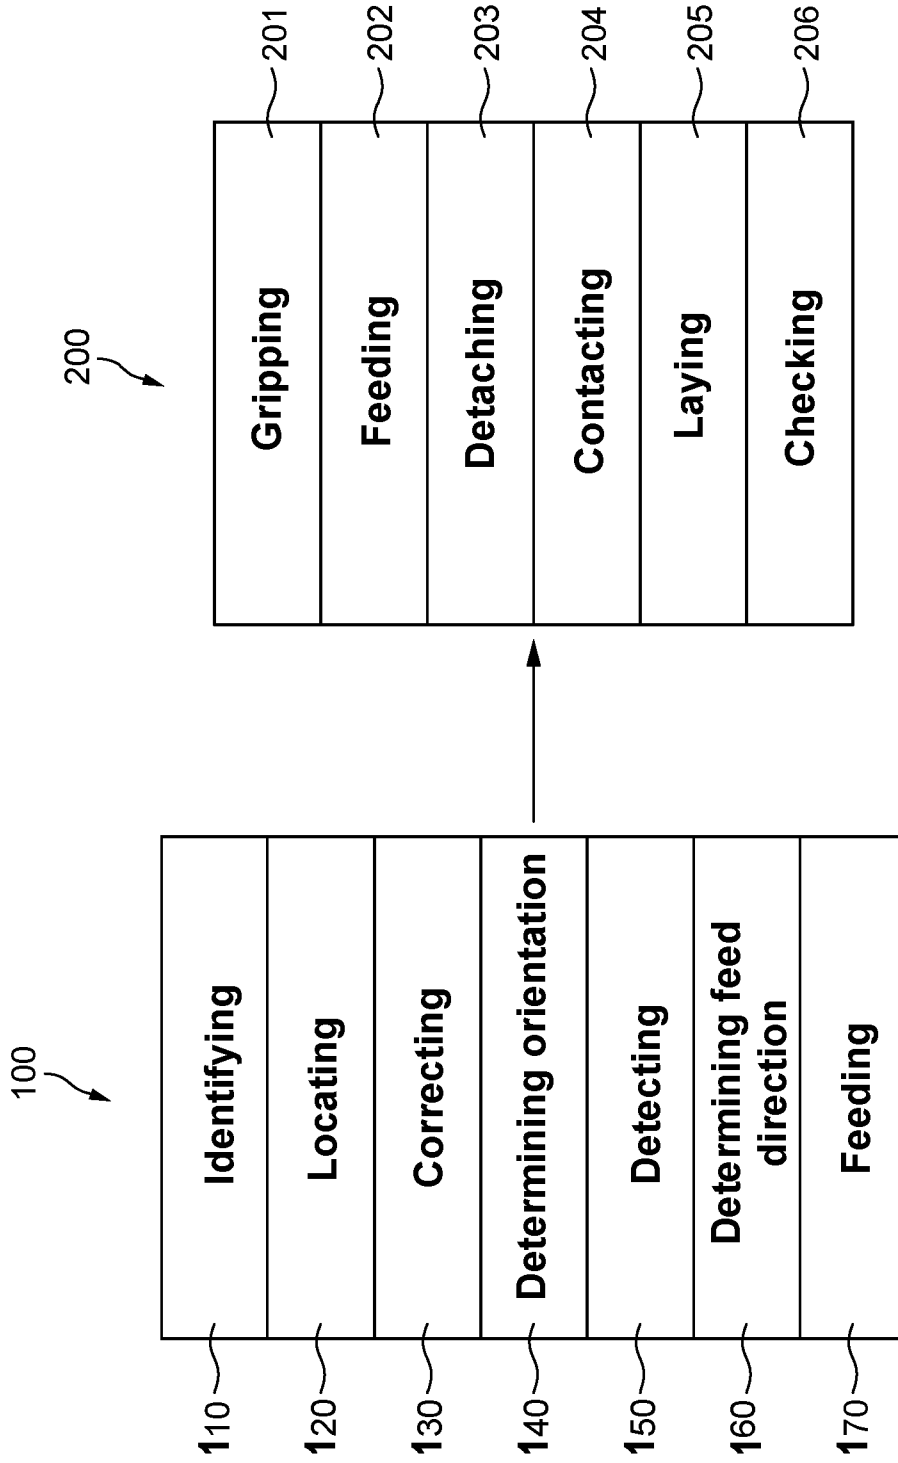 100
110
Identifying
120
Locating
130
Correcting
140
Determining orientation
150
Detecting
160
Determining feed
direction
170
Feeding
200
Gripping
201
Feeding
202
Detaching
203
Contacting
204
Laying
205
Checking
206